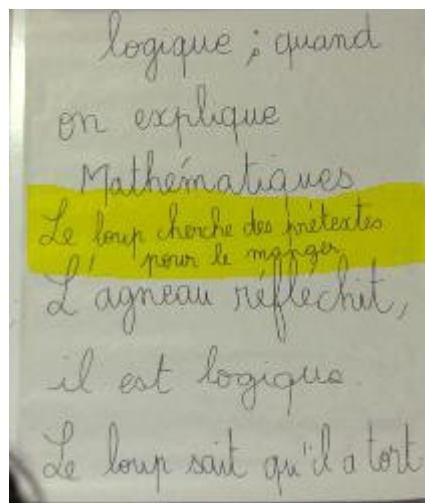 logique ; quand
on explique
Mathématiques
Le loup cherche des prétextes
pour le manger
L'agneau réfléchit,
il est logique.
Le loup sait qu'il a tort